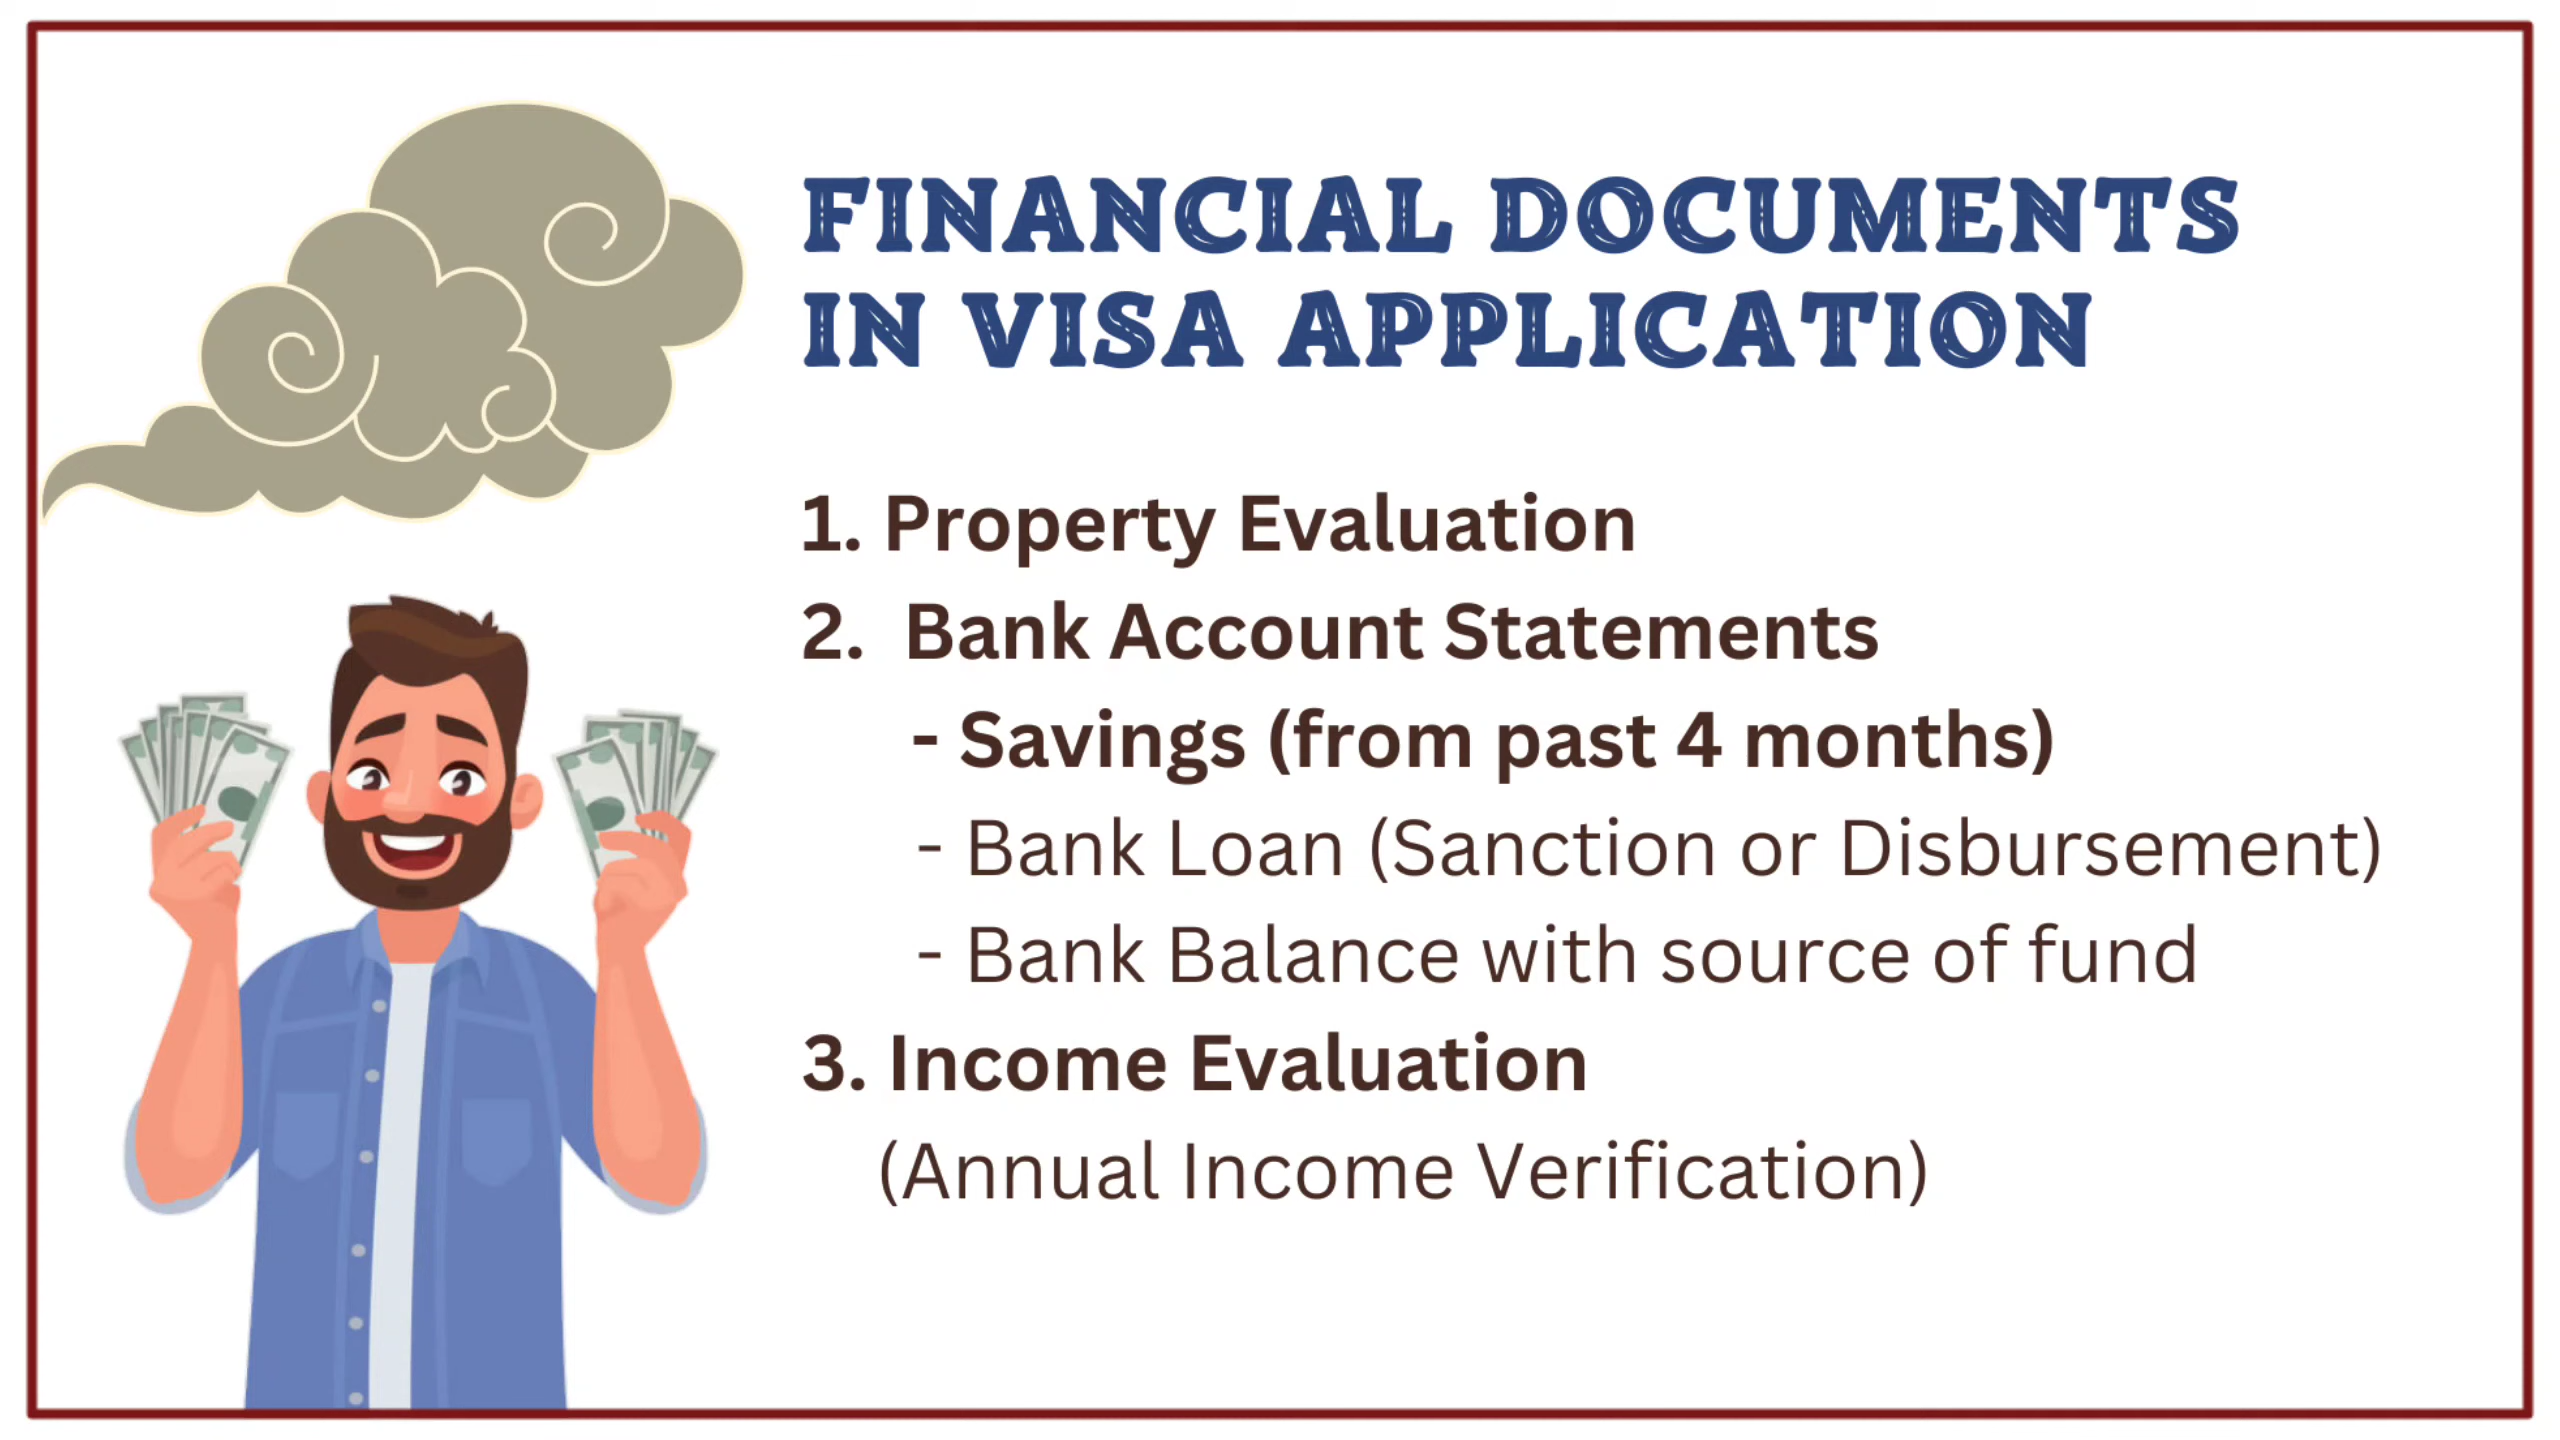 FINANCIAL DOCUMENTS
IN VISA APPLICATION
1. Property Evaluation
2. Bank Account Statements
- Savings (from past 4 months)
- Bank Loan (Sanction or Disbursement)
- Bank Balance with source of fund
3. Income Evaluation
(Annual Income Verification)